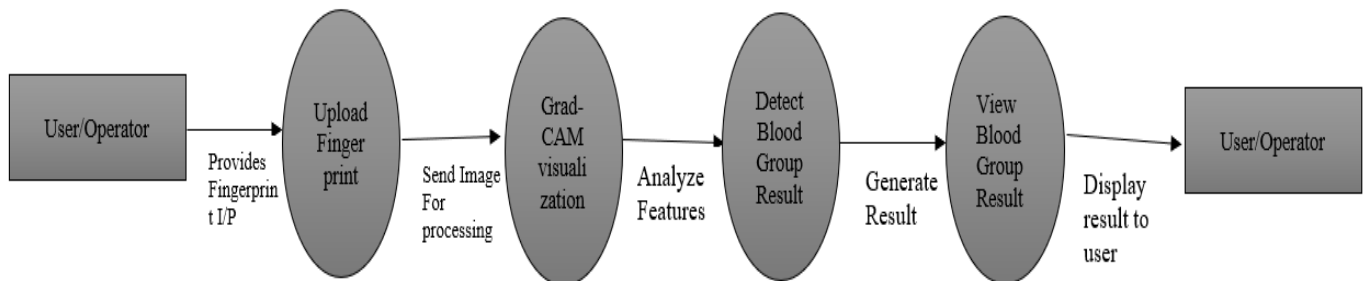 User/Operator
Provides
Fingerprin
t I/P
Upload
Finger
print
Send Image
For
processing
Grad-
CAM
visuali
zation
Analyze
Features
Detect
Blood
Group
Result
Generate
Result
View
Blood
Group
Result
Display
result to
user
User/Operator